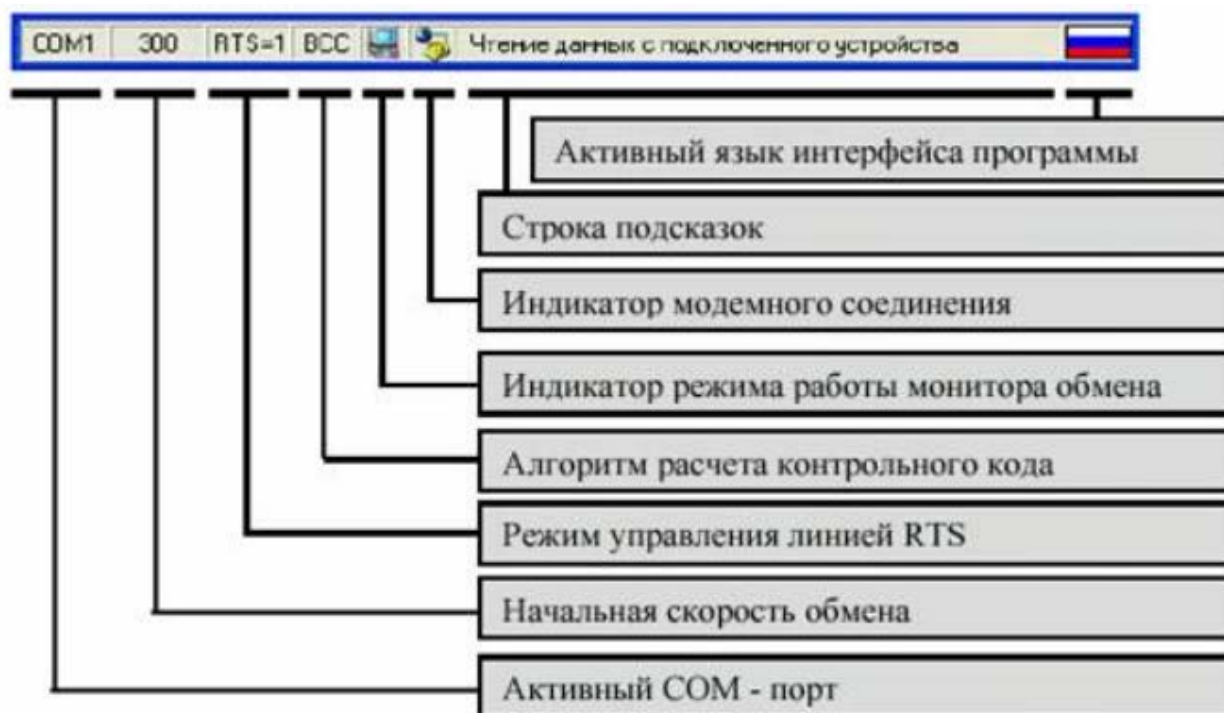 COM1 300 RTS=1 BCC Чтение данных с подключенного устройства
Активный язык интерфейса программы
Строка подсказок
Индикатор модемного соединения
Индикатор режима работы монитора обмена
Алгоритм расчета контрольного кода
Режим управления линией RTS
Начальная скорость обмена
Активный COM - порт